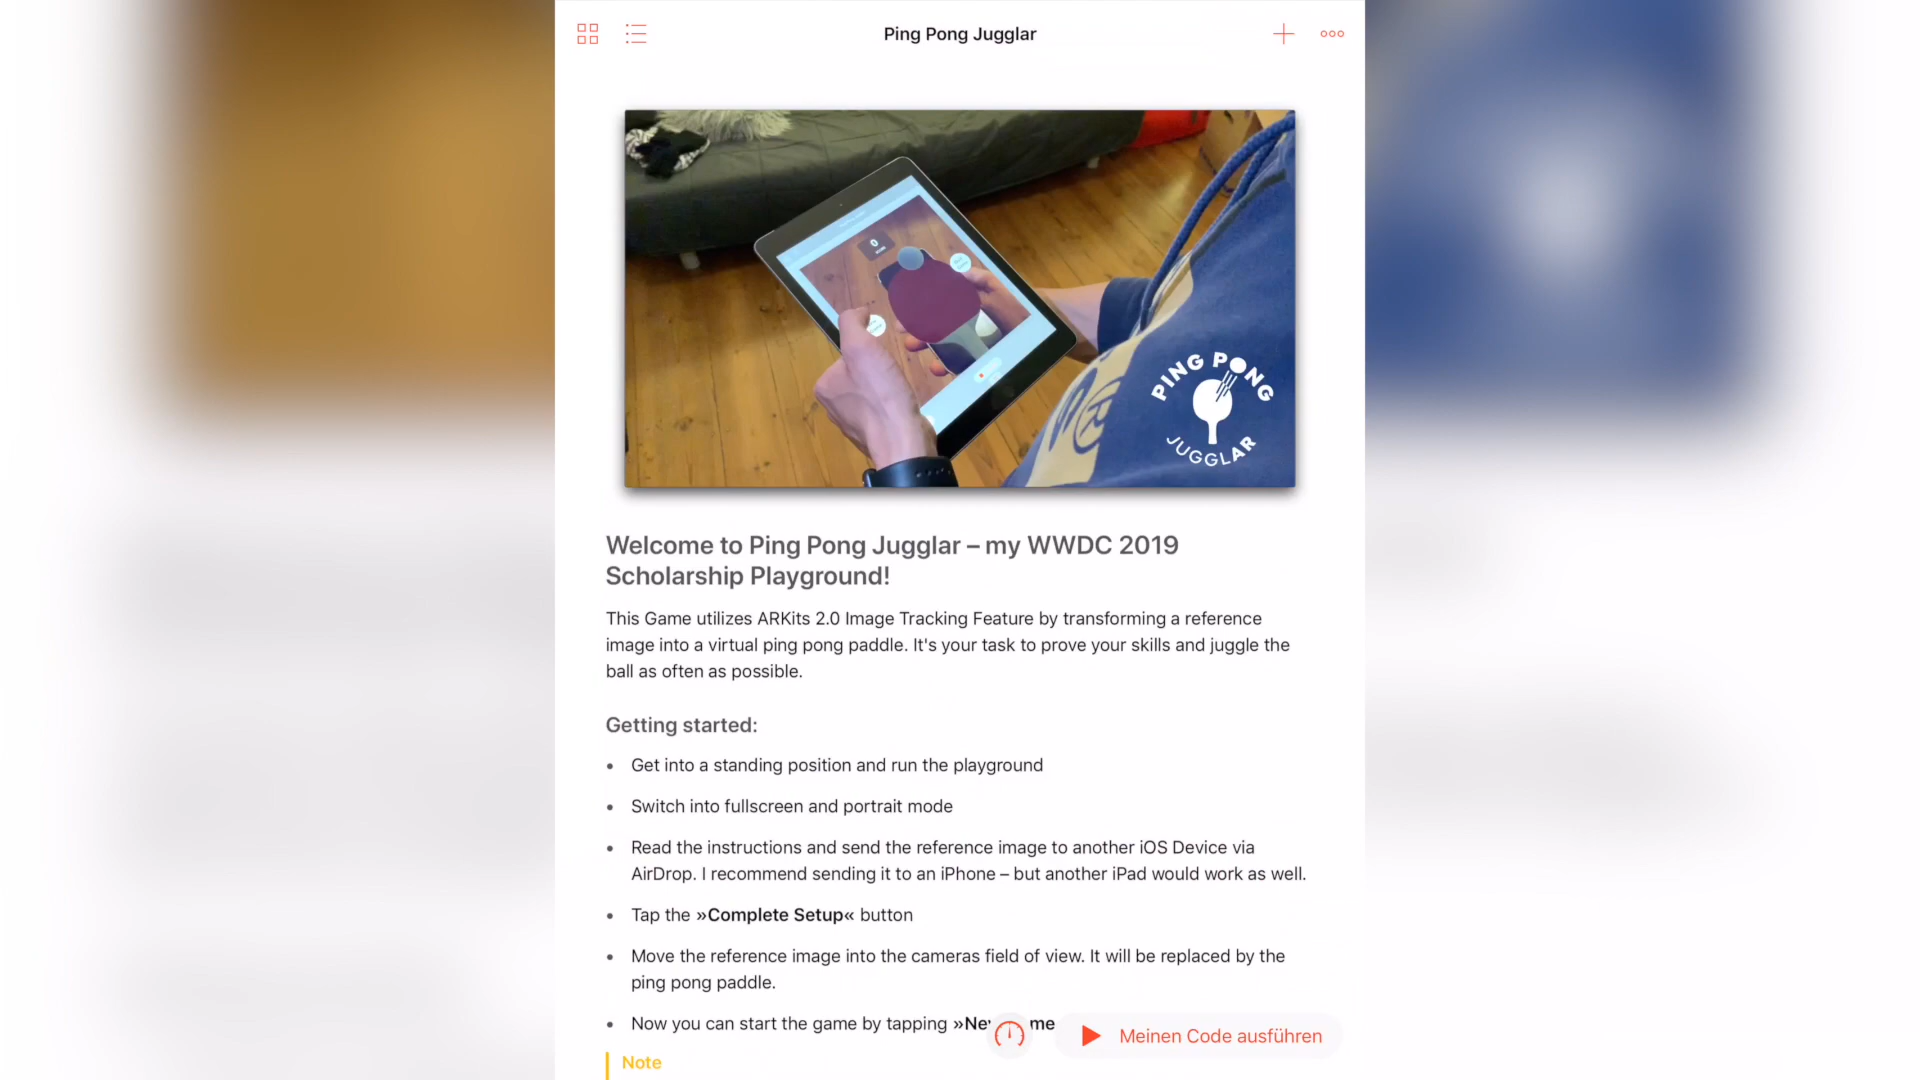 Ping Pong Jugglar
PING PONG
JUGGLAR
Welcome to Ping Pong Jugglar – my WWDC 2019
Scholarship Playground!
This Game utilizes ARKits 2.0 Image Tracking Feature by transforming a reference
image into a virtual ping pong paddle. It's your task to prove your skills and juggle the
ball as often as possible.
Getting started:
• Get into a standing position and run the playground
• Switch into fullscreen and portrait mode
• Read the instructions and send the reference image to another iOS Device via
AirDrop. I recommend sending it to an iPhone – but another iPad would work as well.
• Tap the »Complete Setup« button
• Move the reference image into the cameras field of view. It will be replaced by the
ping pong paddle.
• Now you can start the game by tapping
Meinen Code ausführen
Note